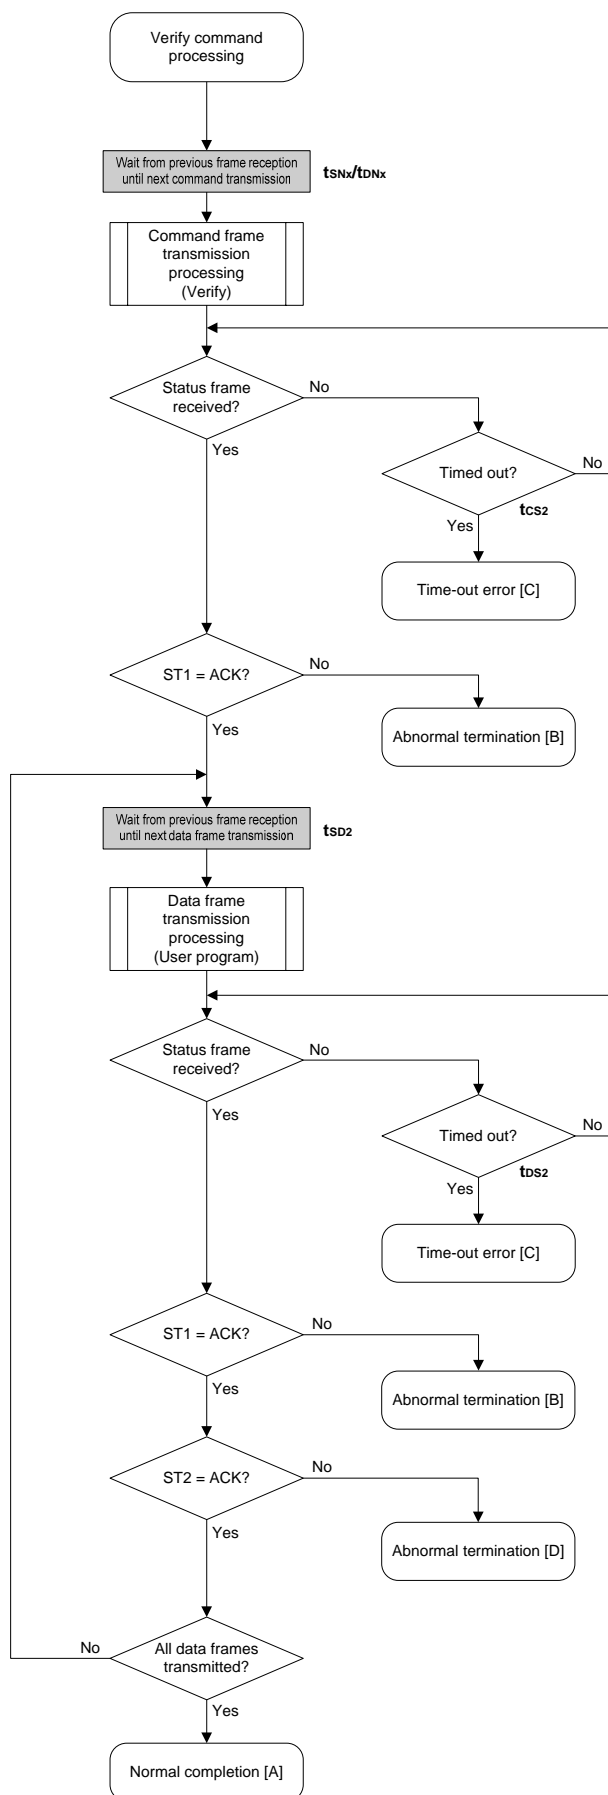 Verify command
processing
Wait from previous frame reception
until next command transmission
tSNx/tDNx
Command frame
transmission
processing
(Verify)
Status frame
received?
No
Yes
Timed out?
No
tCS2
Yes
Time-out error [C]
ST1 = ACK?
No
Yes
Abnormal termination [B]
Wait from previous frame reception
until next data frame transmission
tSD2
Data frame
transmission
processing
(User program)
Status frame
received?
No
Yes
Timed out?
No
tDS2
Yes
Time-out error [C]
ST1 = ACK?
No
Yes
Abnormal termination [B]
ST2 = ACK?
No
Yes
Abnormal termination [D]
All data frames
transmitted?
No
Yes
Normal completion [A]